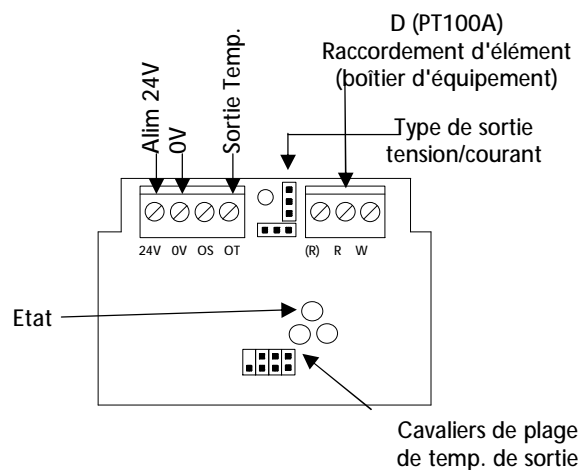 D (PT100A)
Raccordement d'élément
(boîtier d'équipement)
Alim 24V
0V
Sortie Temp.
Type de sortie
tension/courant
24V 0V OS OT (R) R W
Etat
Cavaliers de plage
de temp. de sortie